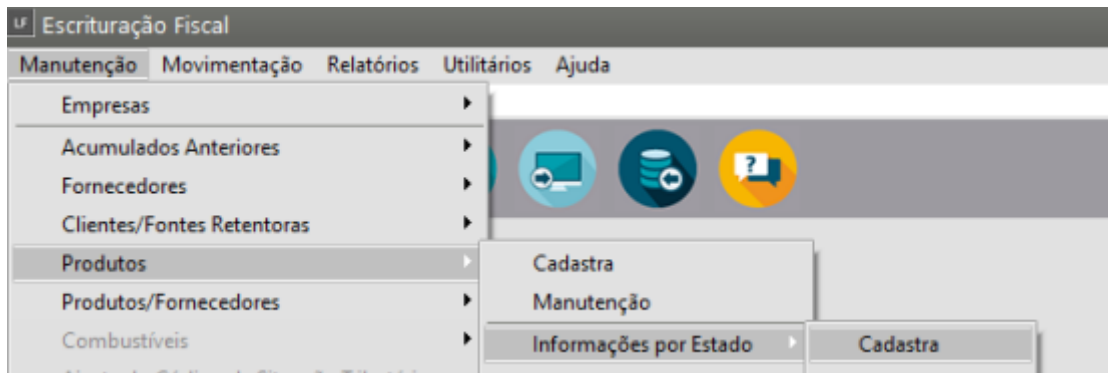 LF Escrituração Fiscal
Manutenção Movimentação Relatórios Utilitários Ajuda
Empresas
Acumulados Anteriores
Fornecedores
Clientes/Fontes Retentoras
Produtos
Cadastra
Produtos/Fornecedores
Manutenção
Combustíveis
Informações por Estado
Cadastra